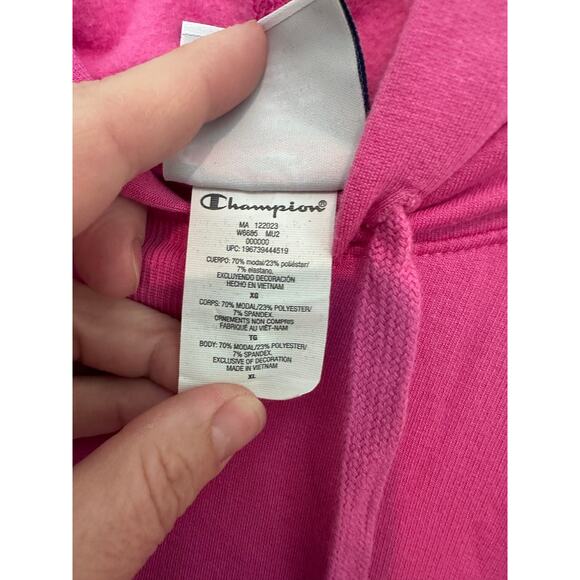 Champion®
MA 122023
W6685 MU2
000000
UPC: 196739444519
CUERPO: 70% modal/23% poliéster/
7% elastano.
EXCLUYENDO DECORACIÓN
HECHO EN VIETNAM
XG
CORPS: 70% MODAL/23% POLYESTER/
7% SPANDEX.
ORNEMENTS NON COMPRIS
FABRIQUÉ AU VIÊT-NAM
TG
BODY: 70% MODAL/23% POLYESTER/
7% SPANDEX.
EXCLUSIVE OF DECORATION
MADE IN VIETNAM
XL